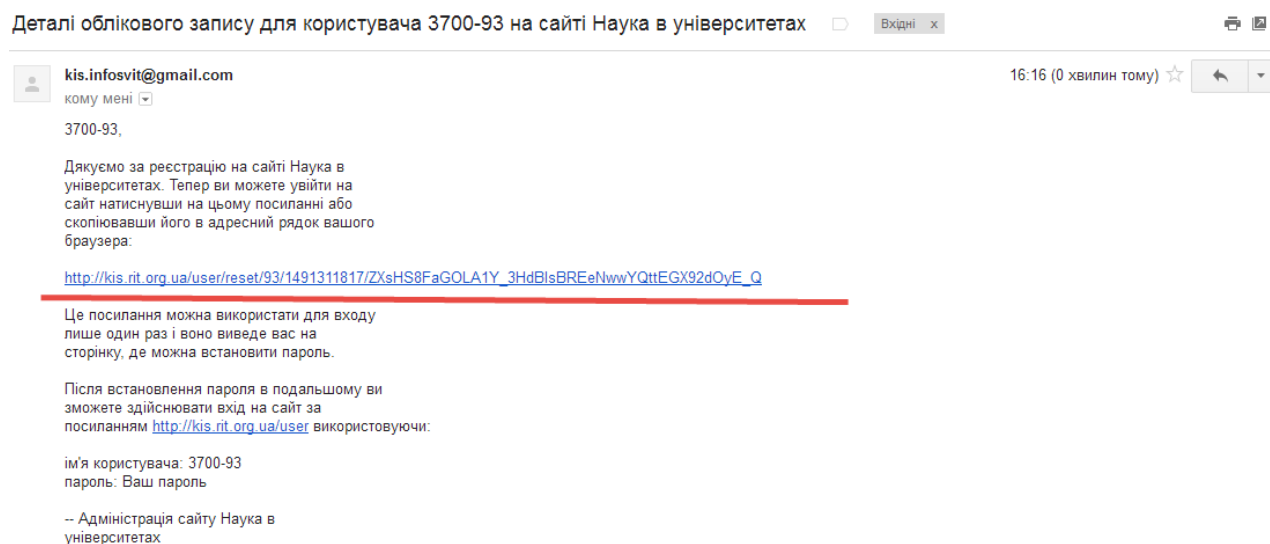 Деталі облікового запису для користувача 3700-93 на сайті Наука в університетах
Вхідні x
kis.infosvit@gmail.com
16:16 (0 хвилин тому)
кому мені
3700-93,
Дякуємо за реєстрацію на сайті Наука в
університетах. Тепер ви можете увійти на
сайт натиснувши на цьому посиланні або
скопіювавши його в адресний рядок вашого
браузера:
http://kis.rit.org.ua/user/reset/93/1491311817/ZXsHS8FaGOLA1Y_3HdBlsBREeNwwYQttEGX92dOyE_Q
Це посилання можна використати для входу
лише один раз і воно виведе вас на
сторінку, де можна встановити пароль.
Після встановлення пароля в подальшому ви
зможете здійснювати вхід на сайт за
посиланням http://kis.rit.org.ua/user використовуючи:
ім'я користувача: 3700-93
пароль: Ваш пароль
-- Адміністрація сайту Наука в
університетах